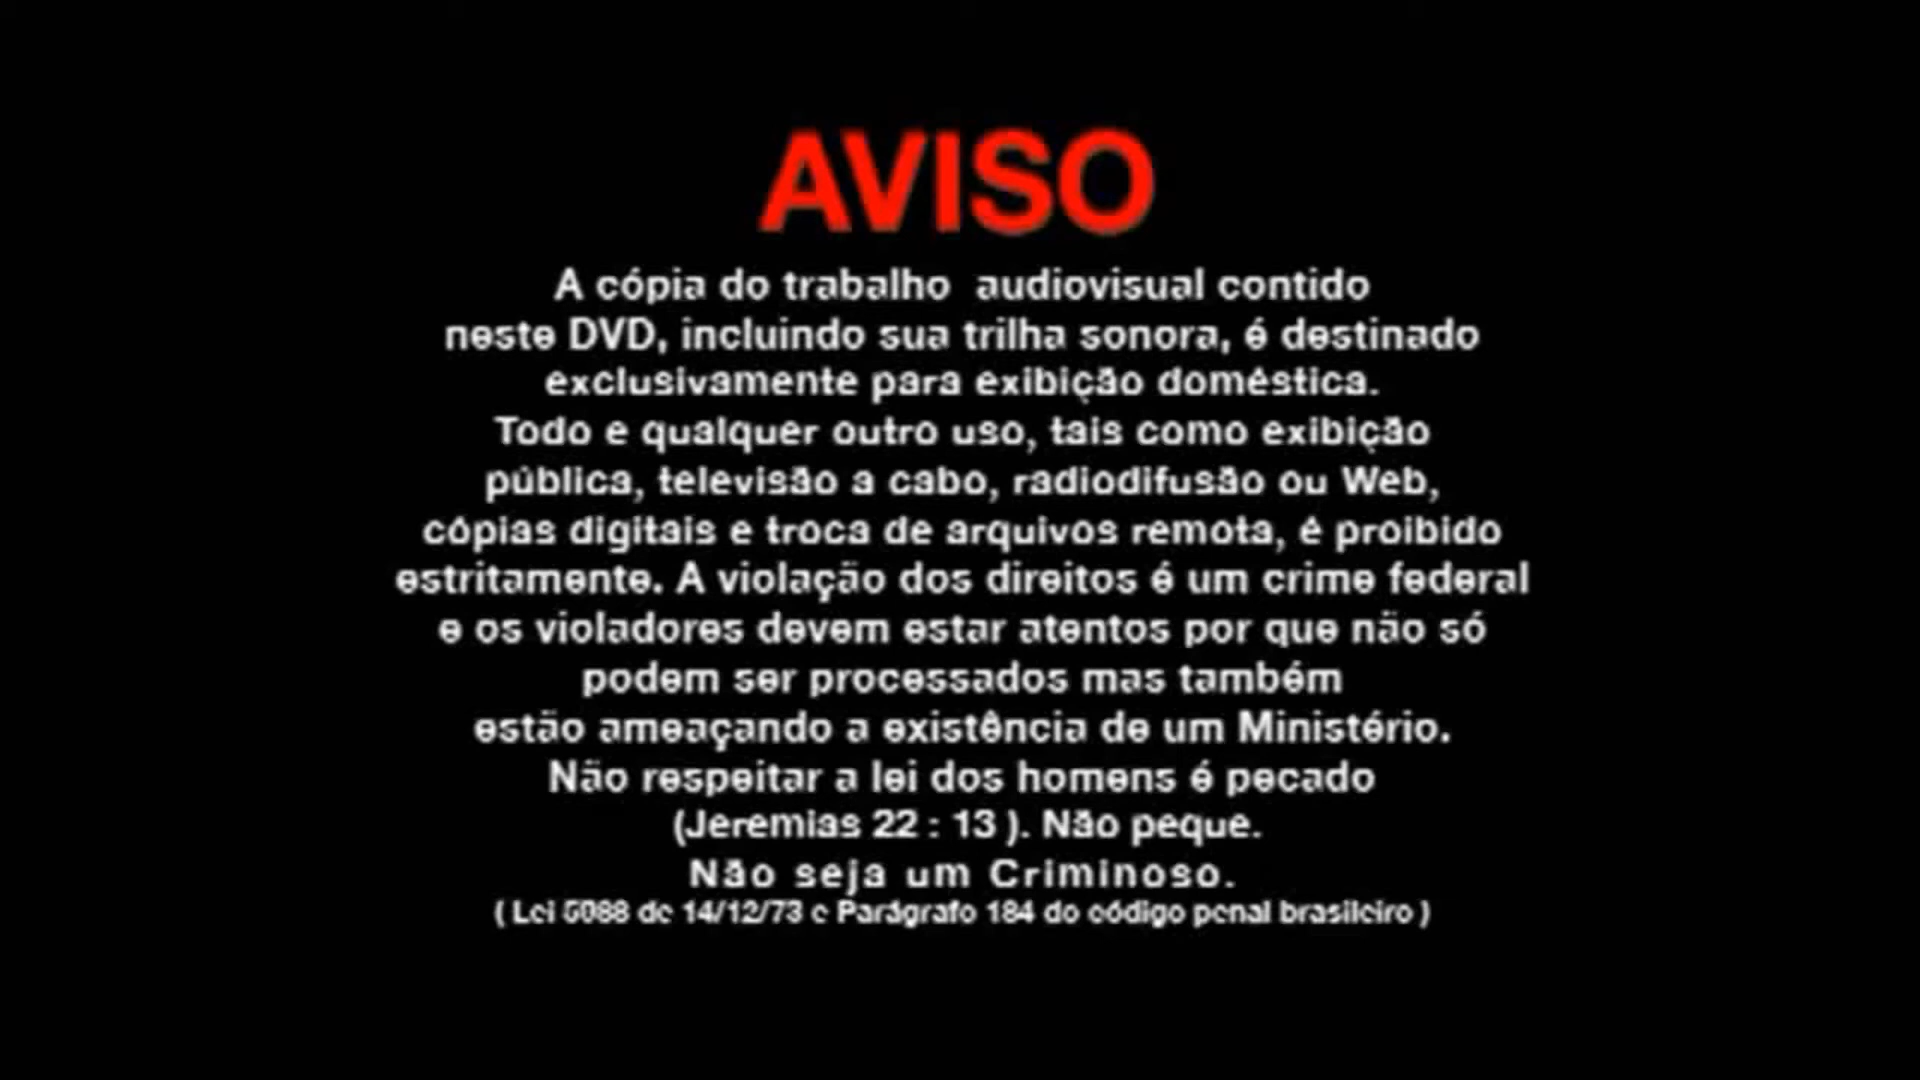 AVISO
A cópia do trabalho audiovisual contido
neste DVD, incluindo sua trilha sonora, é destinado
exclusivamente para exibição doméstica.
Todo e qualquer outro uso, tais como exibição
pública, televisão a cabo, radiodifusão ou Web,
cópias digitais e troca de arquivos remota, é proibido
estritamente. A violação dos direitos é um crime federal
e os violadores devem estar atentos por que não só
podem ser processados mas também
estão ameaçando a existência de um Ministério.
Não respeitar a lei dos homens é pecado
(Jeremias 22 : 13 ). Não peque.
Não seja um Criminoso.
( Lei 5088 de 14/12/73 e Parágrafo 184 do código penal brasileiro )